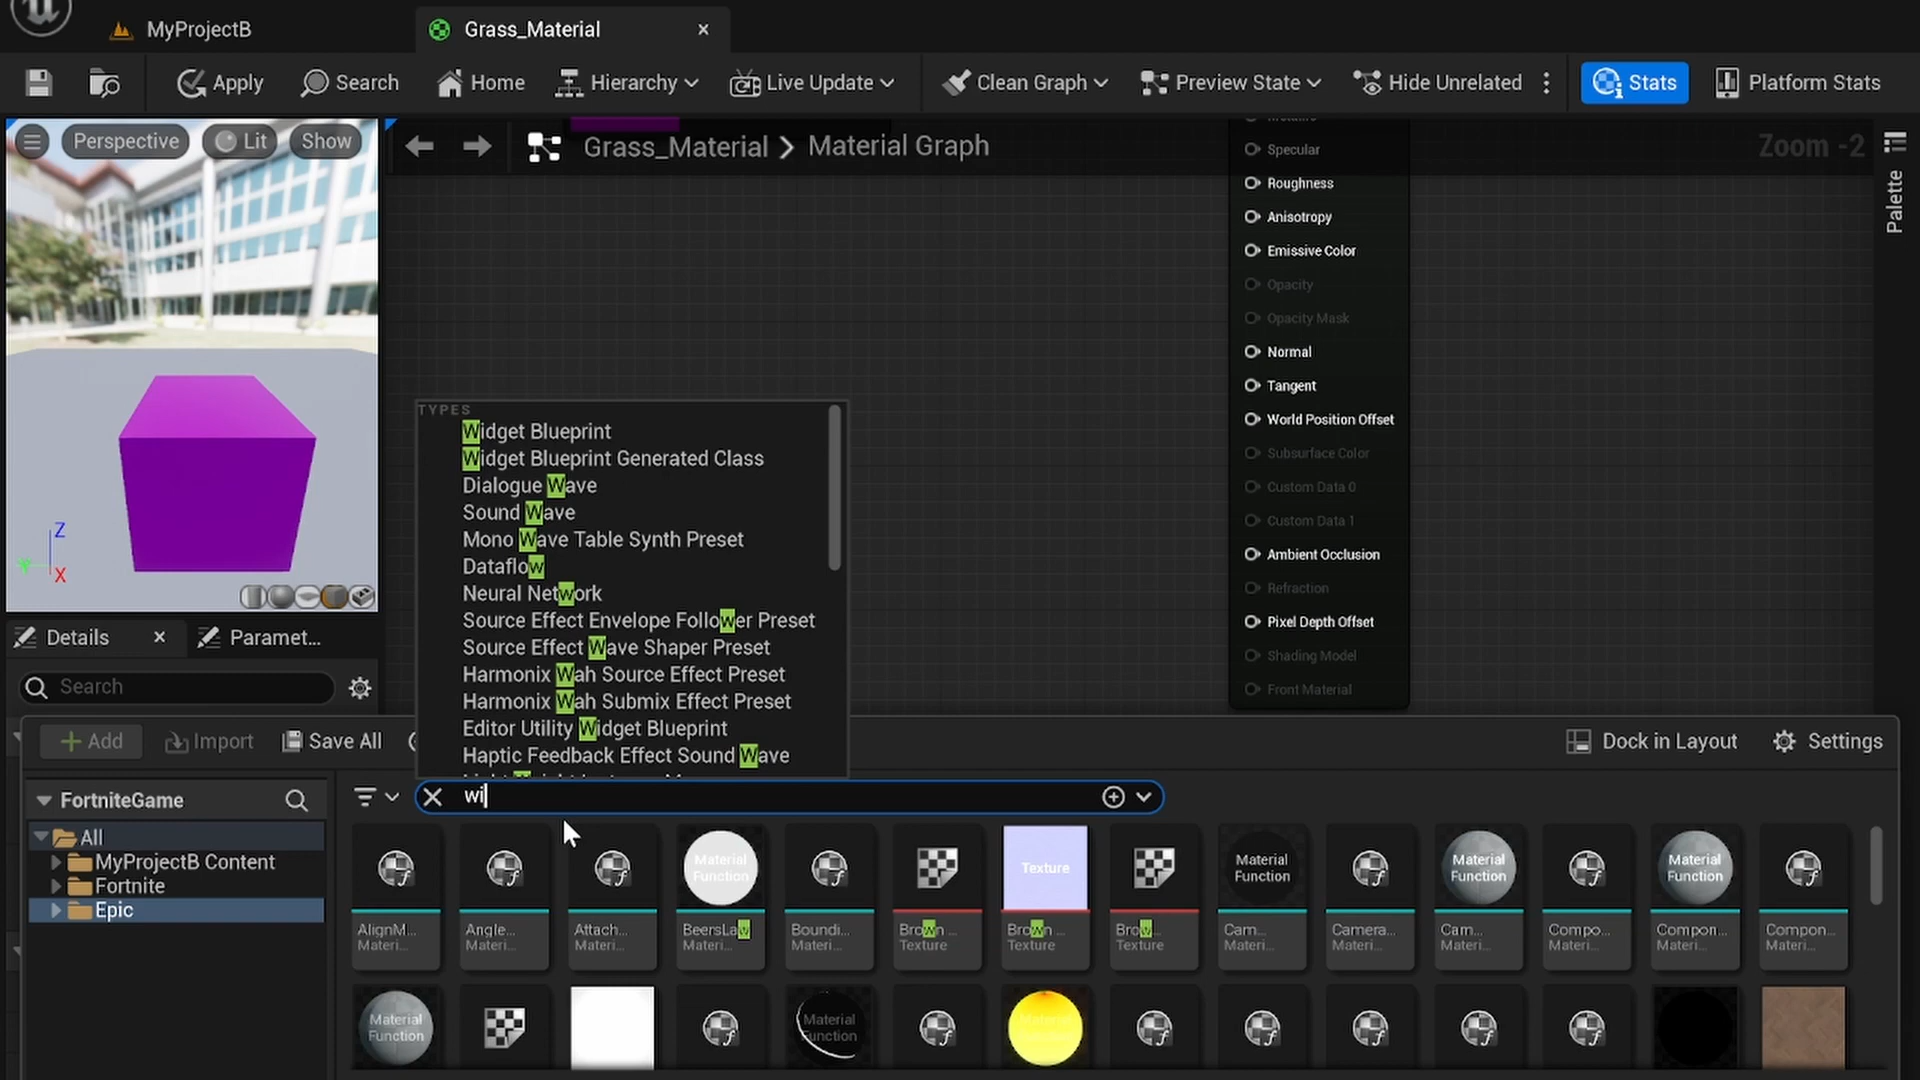 MyProjectB
Grass_Material
Apply
Search
Home
Hierarchy
Live Update
Clean Graph
Preview State
Hide Unrelated
Stats
Platform Stats
Perspective
Lit
Show
Grass_Material
Material Graph
Zoom -2
Palette
Specular
Roughness
Anisotropy
Emissive Color
Opacity
Opacity Mask
Normal
Tangent
World Position Offset
Subsurface Color
Custom Data 0
Custom Data 1
Ambient Occlusion
Refraction
Pixel Depth Offset
Shading Model
Front Material
Z
Y
X
Details
Paramet...
Search
TYPES
Widget Blueprint
Widget Blueprint Generated Class
Dialogue Wave
Sound Wave
Mono Wave Table Synth Preset
Dataflow
Neural Network
Source Effect Envelope Follower Preset
Source Effect Wave Shaper Preset
Harmonix Wah Source Effect Preset
Harmonix Wah Submix Effect Preset
Editor Utility Widget Blueprint
Haptic Feedback Effect Sound Wave
Add
Import
Save All
Dock in Layout
Settings
FortniteGame
All
MyProjectB Content
Fortnite
Epic
wi
AlignM...
Materi...
Angle...
Materi...
Attach...
Materi...
Material
Function
BeersLaw
Materi...
Boundi...
Materi...
Brown ...
Texture
Texture
Brown ...
Texture
Brow...
Texture
Material
Function
Cam...
Materi...
Camera...
Materi...
Material
Function
Cam...
Materi...
Compo...
Materi...
Material
Function
Compon...
Materi...
Compon...
Materi...
Material
Function
Material
Function
Material
Function